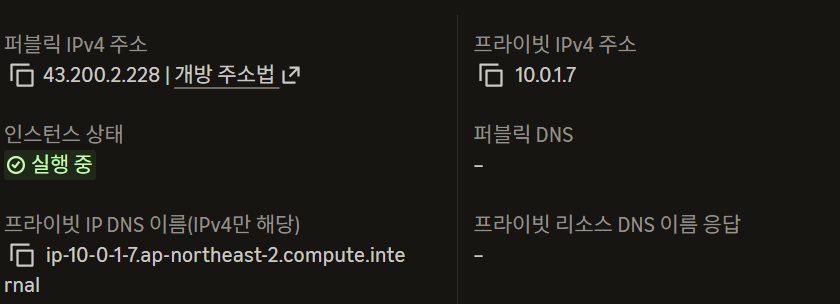 퍼블릭 IPv4 주소
43.200.2.228 | 개방 주소법
프라이빗 IPv4 주소
10.0.1.7
인스턴스 상태
실행 중
퍼블릭 DNS
–
프라이빗 IP DNS 이름(IPv4만 해당)
ip-10-0-1-7.ap-northeast-2.compute.inte
rnal
프라이빗 리소스 DNS 이름 응답
–